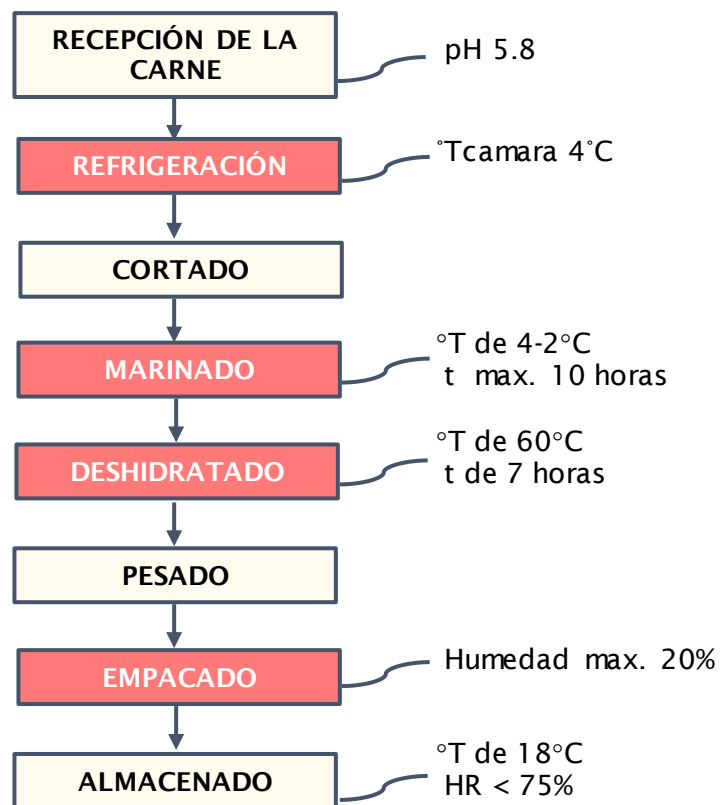 RECEPCIÓN DE LA
CARNE
pH 5.8
REFRIGERACIÓN
°Tcamara 4°C
CORTADO
MARINADO
°T de 4-2°C
t max. 10 horas
DESHIDRATADO
°T de 60°C
t de 7 horas
PESADO
EMPACADO
Humedad max. 20%
ALMACENADO
°T de 18°C
HR < 75%